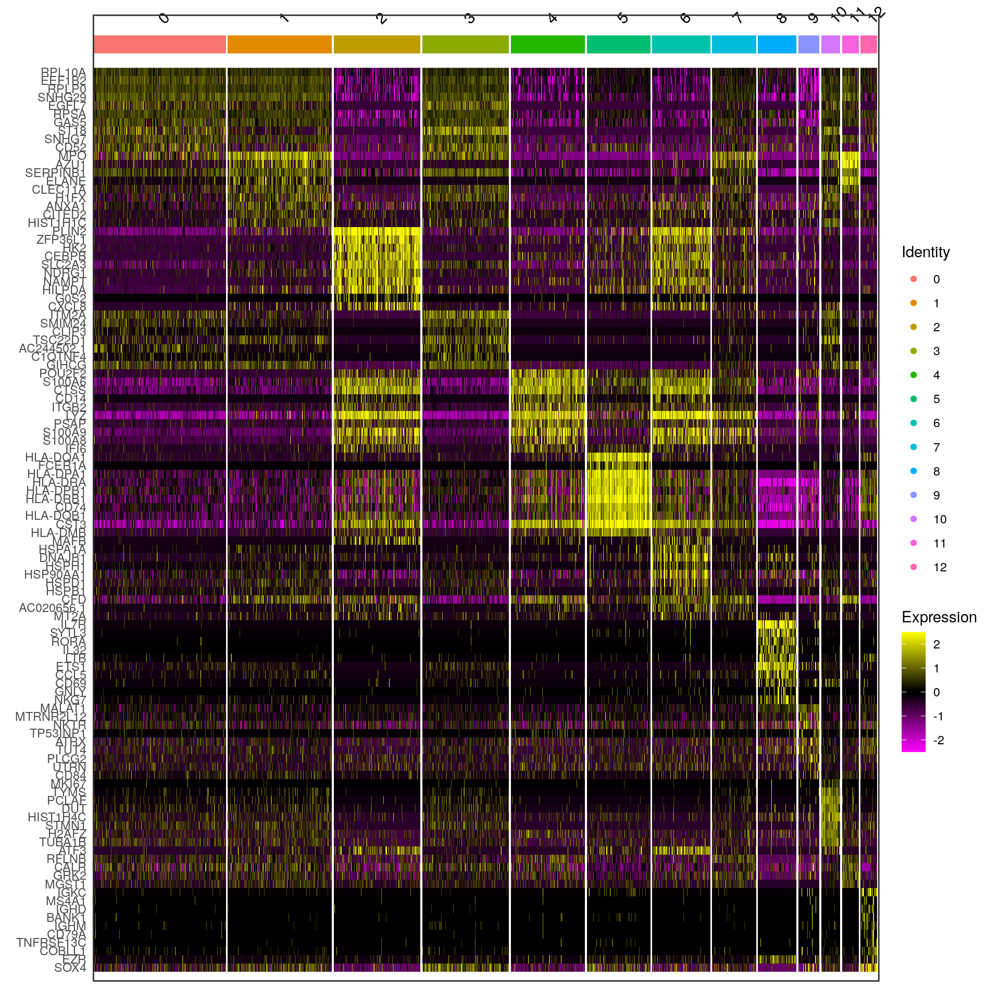 0 1 2 3 4 5 6 7 8 9 10 11 12
RPL10A
EEF1B2
RPLP0
SNHG29
EGFL7
RPSA
GAS5
ST18
SNHG7
CD52
MPO
AZU1
SERPINB1
ELANE
CLEC11A
H1FX
ANXA1
CITED2
HIST1H1C
PLIN2
ZFP36L1
HK2
CEBPB
SLC2A3
NDRG1
NAMPT
HILPDA
G0S2
CXCL8
ITM2A
SMIM24
CLIP3
TSC22D1
AC244502.1
C1QTNF4
GIHCG
POU2F2
S100A6
CTSS
CD14
ITGB2
LYZ
PSAP
S100A9
S100A8
IFI6
HLA-DQA1
FCER1A
HLA-DPA1
HLA-DRA
HLA-DPB1
HLA-DRB1
CD74
HLA-DQB1
CST3
HLA-DMB
MAFB
HSPA1A
DNAJB1
HSPH1
HSP90AA1
HSPD1
HSPB1
CFD
AC020656.1
MT2A
IL7R
SYTL3
RORA
IL32
LTB
ETS1
CCL5
CD69
GNLY
NKG7
MALAT1
MTRNR2L12
NKTR
TP53INP1
ATRX
TUT4
PLCG2
UTRN
CD84
MKI67
TYMS
PCLAF
DUT
HIST1H4C
STMN1
H2AFZ
TUBA1B
ATF3
RFLNB
CALR
GRK2
MGST1
IGKC
MS4A1
IGHD
BANK1
IGHM
CD79A
TNFRSF13C
COBLL1
EZR
SOX4
Identity
0
1
2
3
4
5
6
7
8
9
10
11
12
Expression
2
1
0
-1
-2